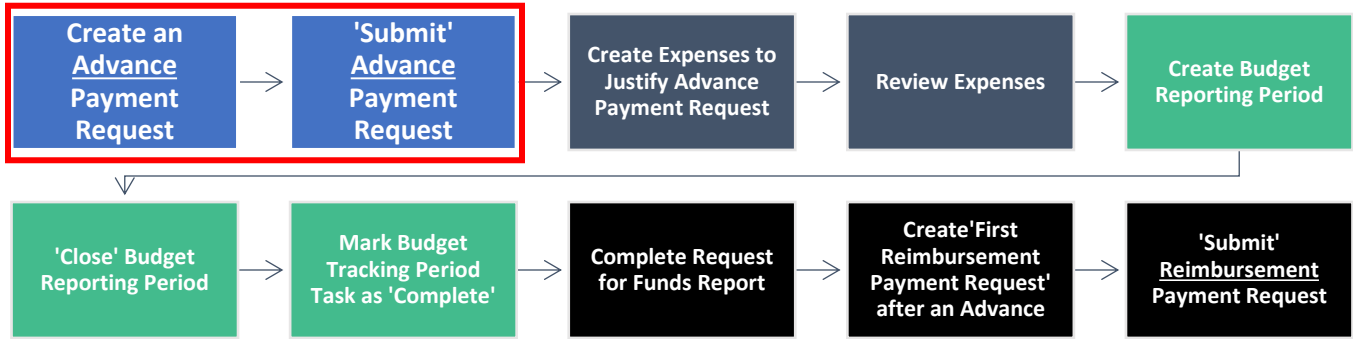 Create an
Advance
Payment
Request
'Submit'
Advance
Payment
Request
Create Expenses to
Justify Advance
Payment Request
Review Expenses
Create Budget
Reporting Period
'Close' Budget
Reporting Period
Mark Budget
Tracking Period
Task as 'Complete'
Complete Request
for Funds Report
Create'First
Reimbursement
Payment Request'
after an Advance
'Submit'
Reimbursement
Payment Request